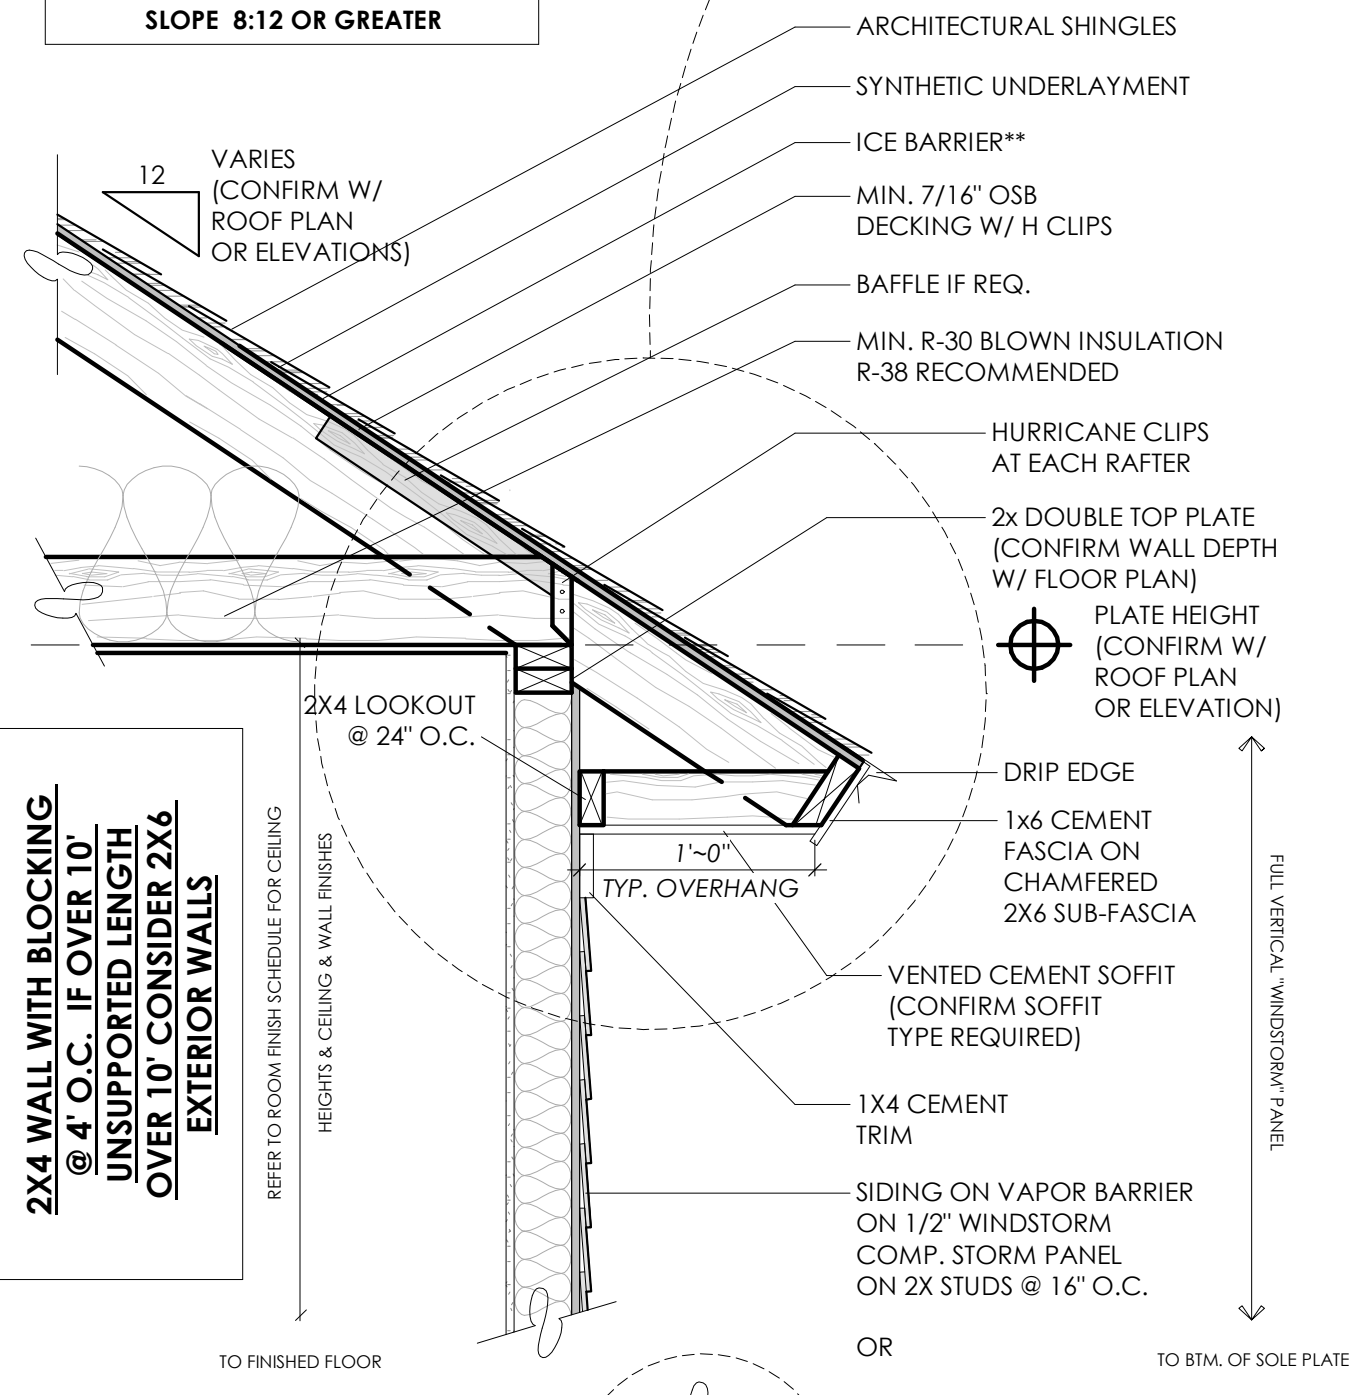 SLOPE 8:12 OR GREATER
12
VARIES
(CONFIRM W/
ROOF PLAN
OR ELEVATIONS)
ARCHITECTURAL SHINGLES
SYNTHETIC UNDERLAYMENT
ICE BARRIER**
MIN. 7/16" OSB
DECKING W/ H CLIPS
BAFFLE IF REQ.
MIN. R-30 BLOWN INSULATION
R-38 RECOMMENDED
HURRICANE CLIPS
AT EACH RAFTER
2x DOUBLE TOP PLATE
(CONFIRM WALL DEPTH
W/ FLOOR PLAN)
PLATE HEIGHT
(CONFIRM W/
ROOF PLAN
OR ELEVATION)
2X4 LOOKOUT
@ 24" O.C.
DRIP EDGE
1x6 CEMENT
FASCIA ON
CHAMFERED
2X6 SUB-FASCIA
1'~0"
TYP. OVERHANG
VENTED CEMENT SOFFIT
(CONFIRM SOFFIT
TYPE REQUIRED)
1X4 CEMENT
TRIM
SIDING ON VAPOR BARRIER
ON 1/2" WINDSTORM
COMP. STORM PANEL
ON 2X STUDS @ 16" O.C.
OR
2X4 WALL WITH BLOCKING
@ 4' O.C. IF OVER 10'
UNSUPPORTED LENGTH
OVER 10' CONSIDER 2X6
EXTERIOR WALLS
REFER TO ROOM FINISH SCHEDULE FOR CEILING
HEIGHTS & CEILING & WALL FINISHES
TO FINISHED FLOOR
FULL VERTICAL "WINDSTORM" PANEL
TO BTM. OF SOLE PLATE